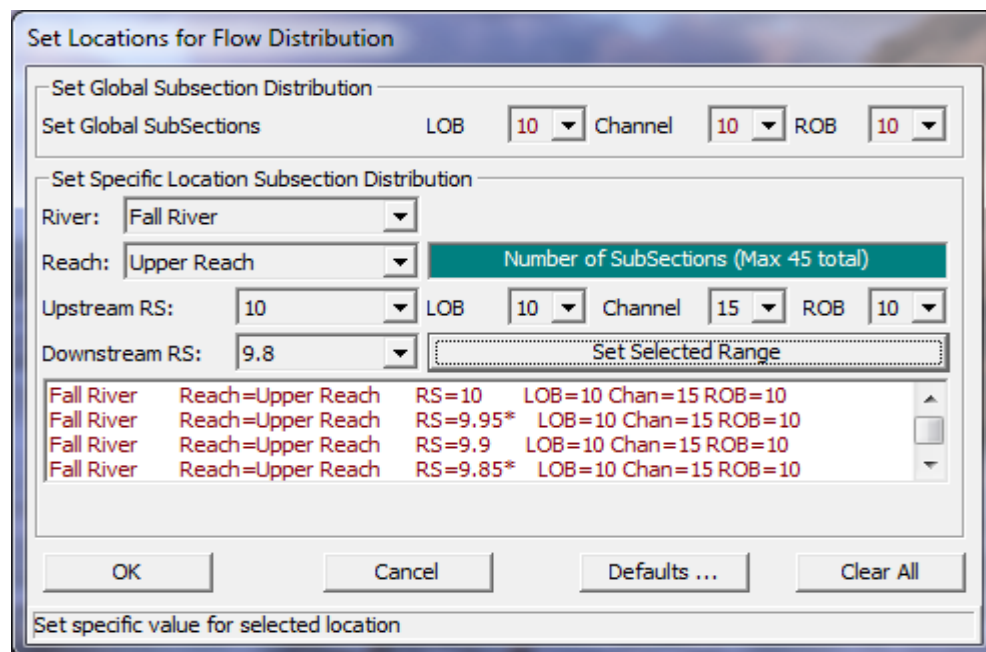 Set Locations for Flow Distribution
Set Global Subsection Distribution
Set Global SubSections LOB 10 Channel 10 ROB 10
Set Specific Location Subsection Distribution
River: Fall River
Reach: Upper Reach Number of SubSections (Max 45 total)
Upstream RS: 10 LOB 10 Channel 15 ROB 10
Downstream RS: 9.8 Set Selected Range
Fall River Reach=Upper Reach RS=10 LOB=10 Chan=15 ROB=10
Fall River Reach=Upper Reach RS=9.95* LOB=10 Chan=15 ROB=10
Fall River Reach=Upper Reach RS=9.9 LOB=10 Chan=15 ROB=10
Fall River Reach=Upper Reach RS=9.85* LOB=10 Chan=15 ROB=10
OK Cancel Defaults ... Clear All
Set specific value for selected location